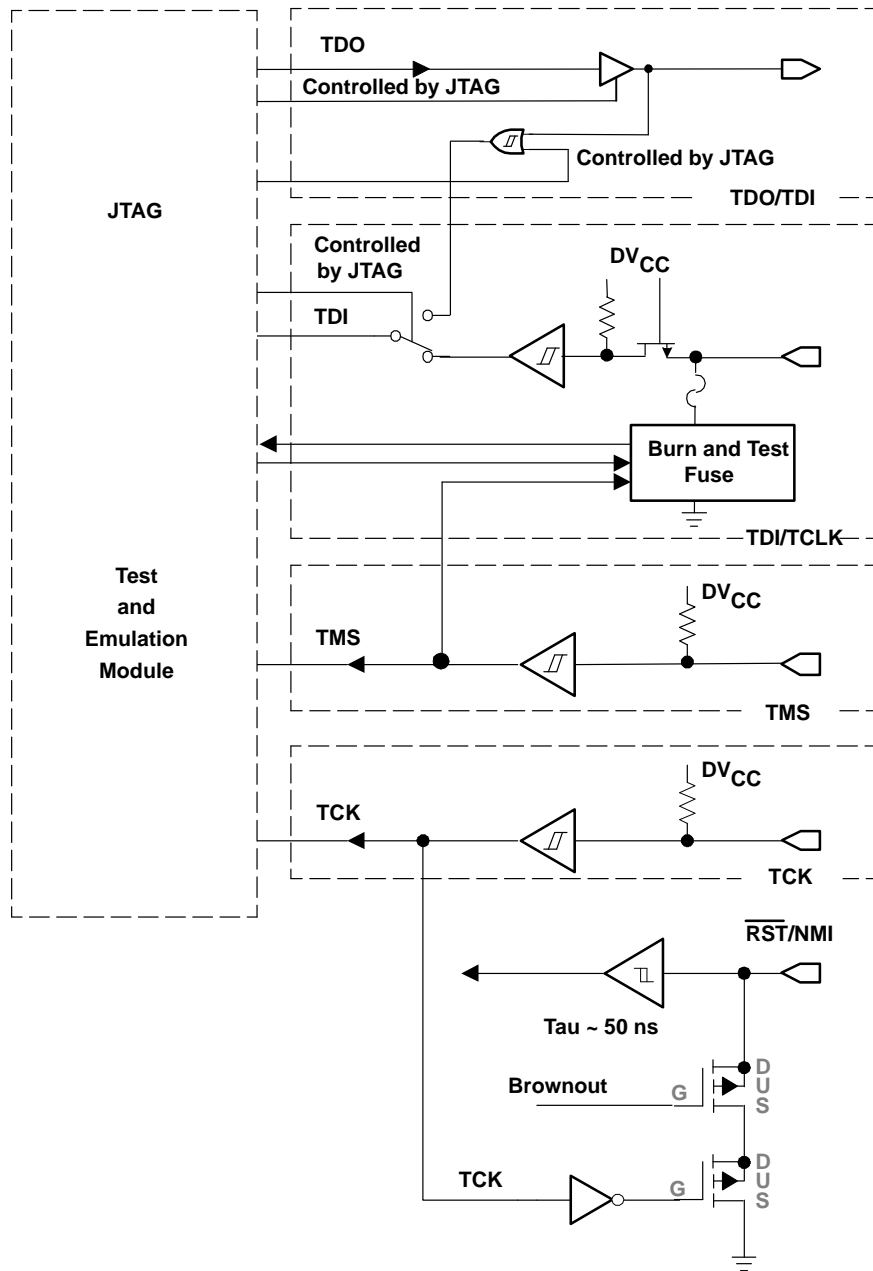 TDO
Controlled by JTAG
Controlled by JTAG
TDO/TDI
JTAG
Controlled
by JTAG
TDI
DVCC
Burn and Test
Fuse
TDI/TCLK
Test
and
Emulation
Module
TMS
DVCC
TMS
TCK
DVCC
TCK
RST/NMI
Tau ~ 50 ns
Brownout
G
D
U
S
TCK
G
D
U
S